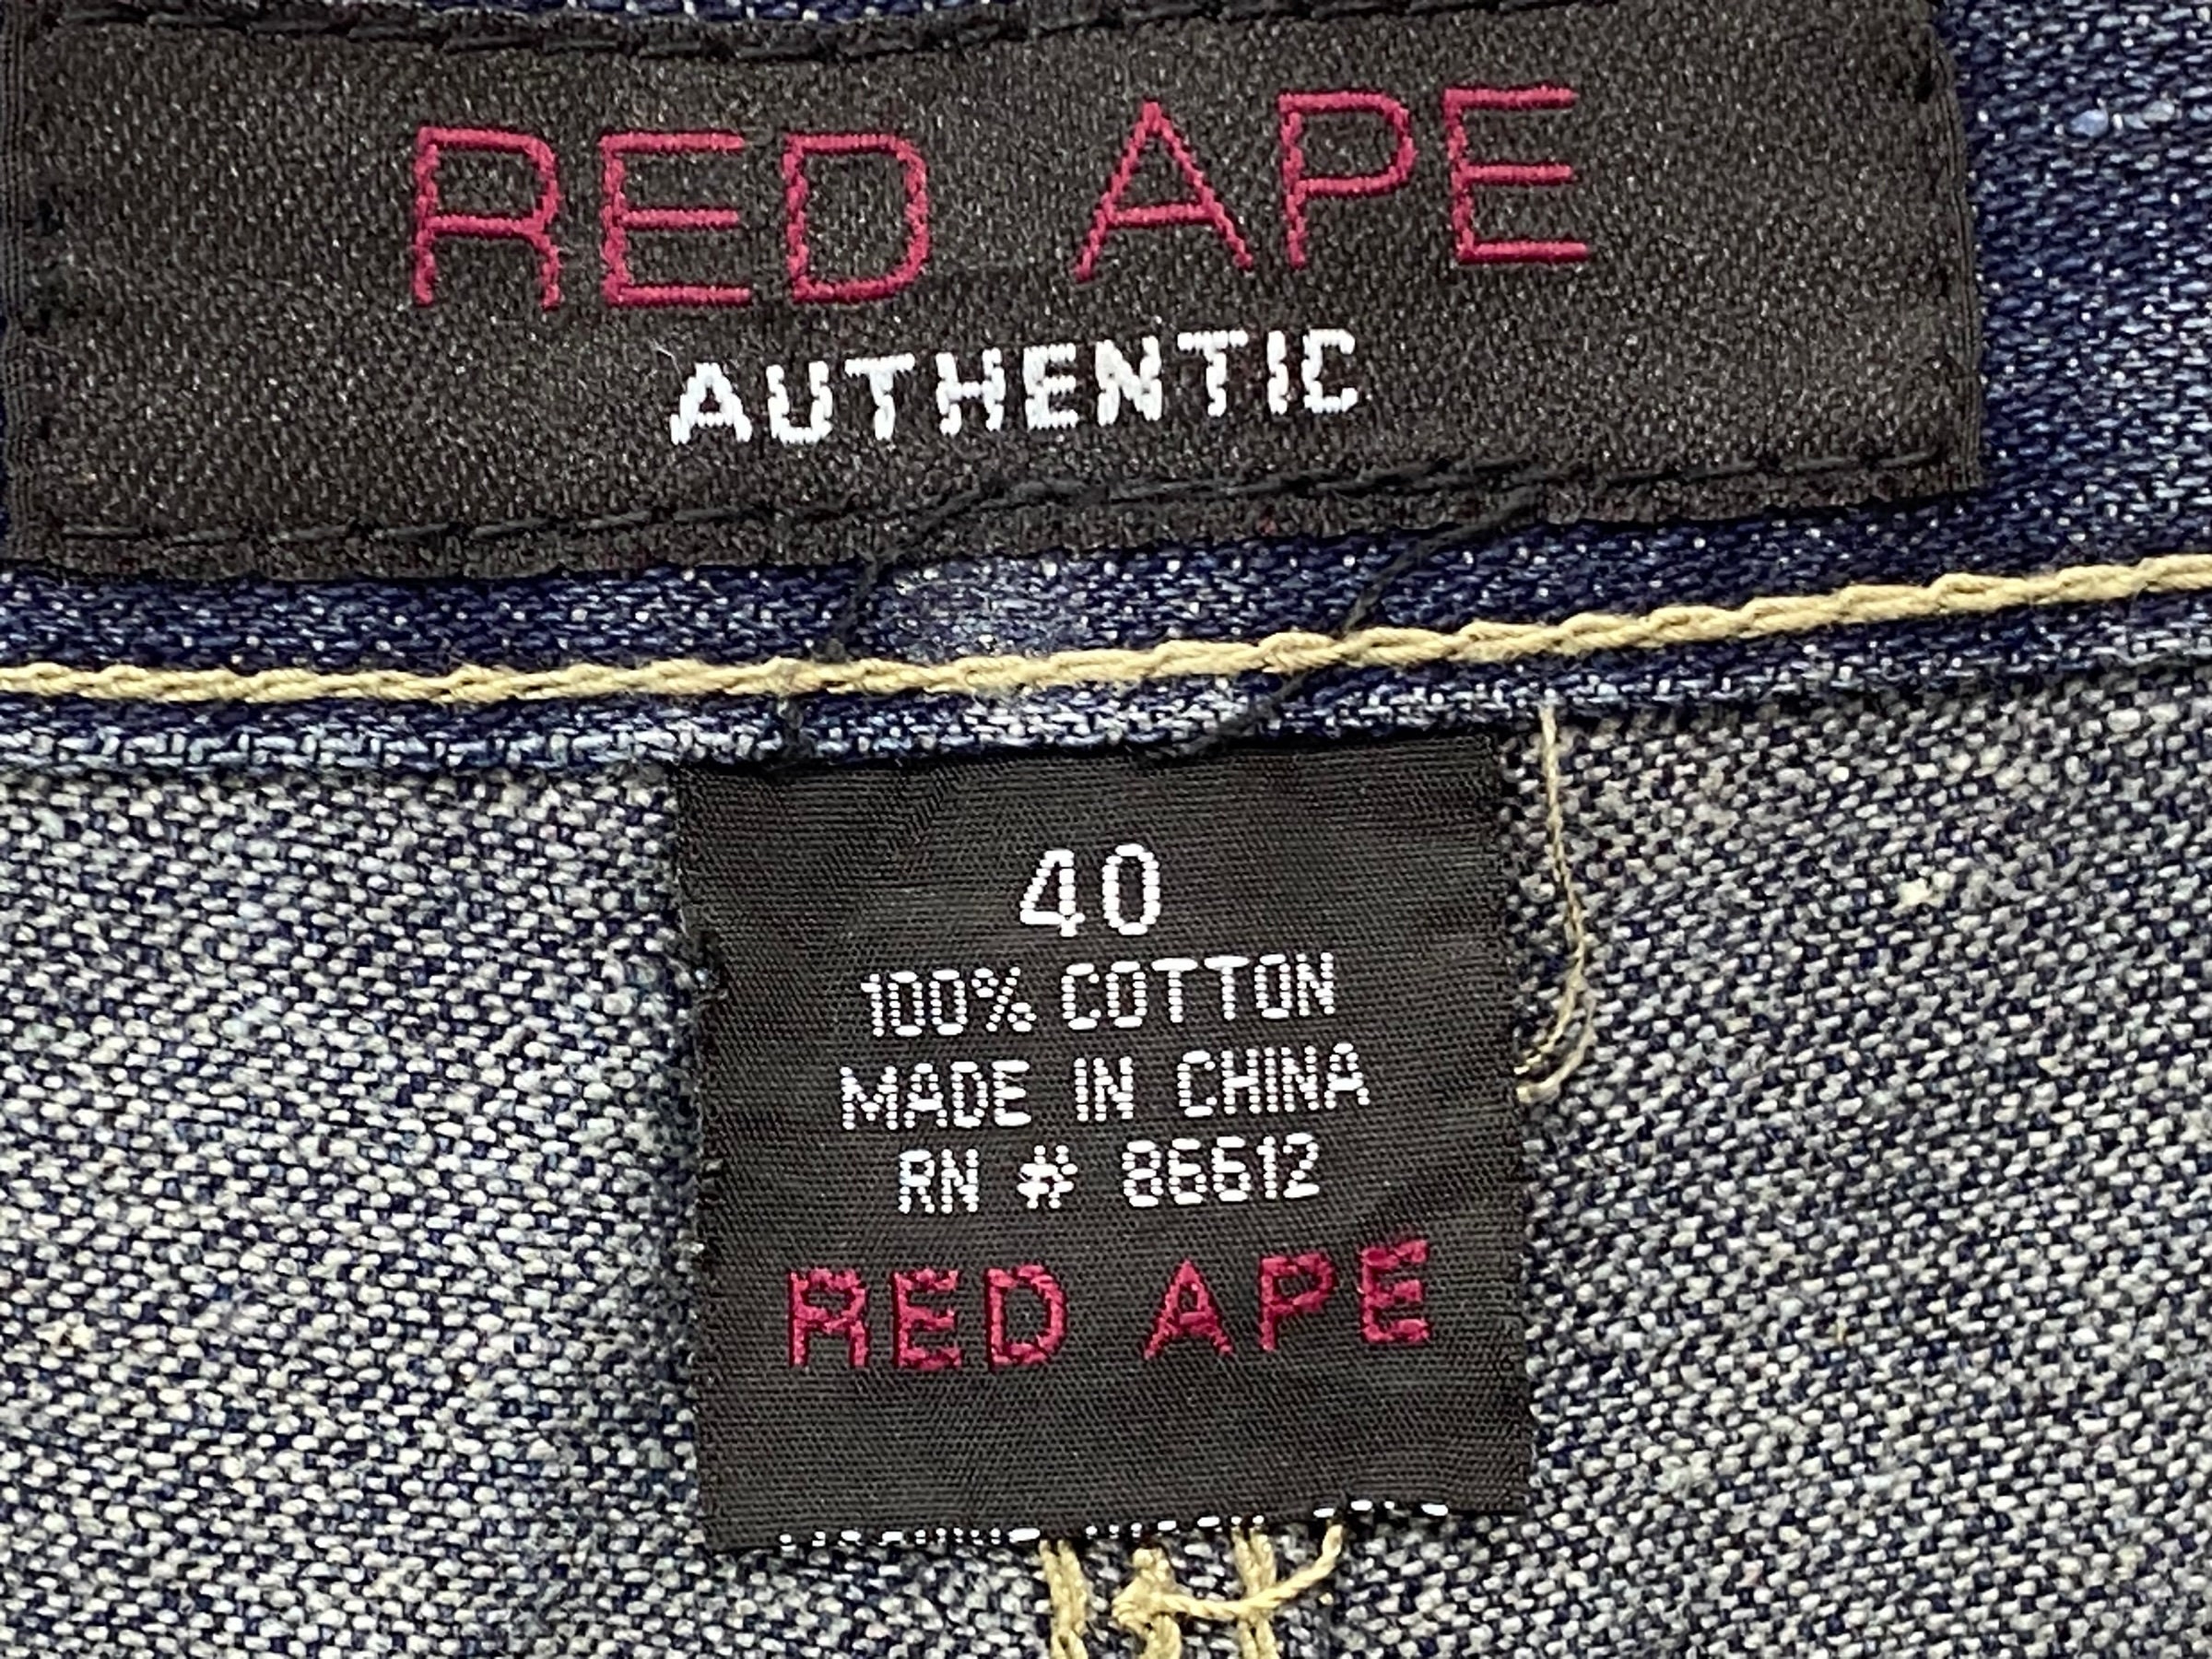 RED APE
AUTHENTIC
40
100% COTTON
MADE IN CHINA
RN # 86612
RED APE